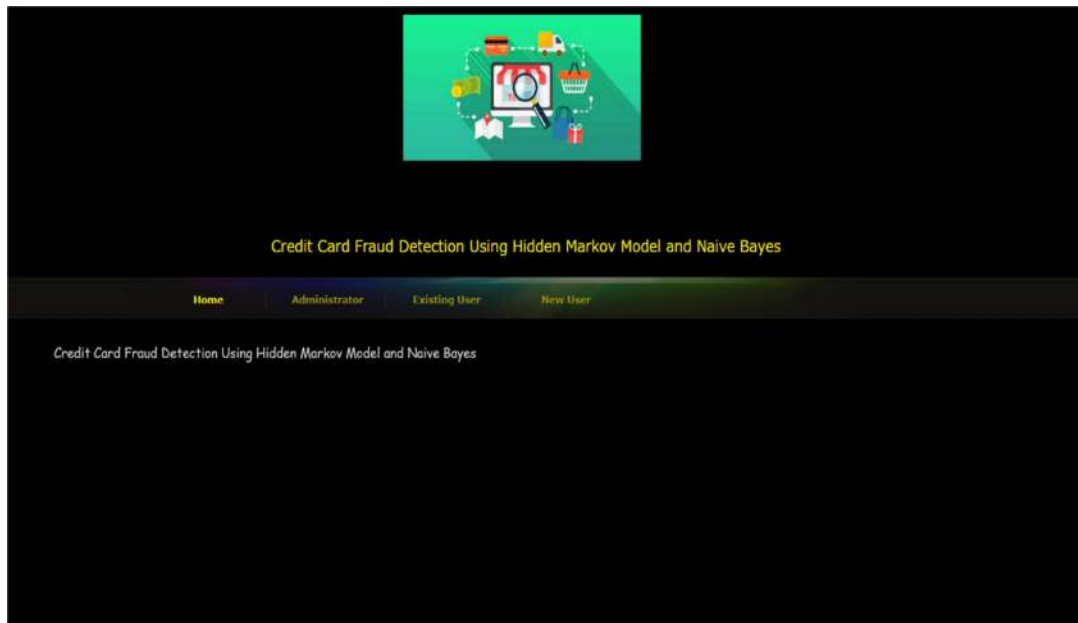 Credit Card Fraud Detection Using Hidden Markov Model and Naive Bayes
Home Administrator Existing User New User
Credit Card Fraud Detection Using Hidden Markov Model and Naive Bayes